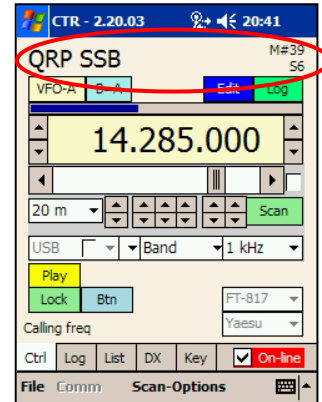 CTR - 2.20.03 20:41
QRP SSB M#39
S6
VFO-A B=A Edit Log
14.285.000
20 m Scan
USB Band 1 kHz
Play
Lock Btn FT-817
Calling freq Yaesu
Ctrl Log List DX Key On-line
File Comm Scan-Options